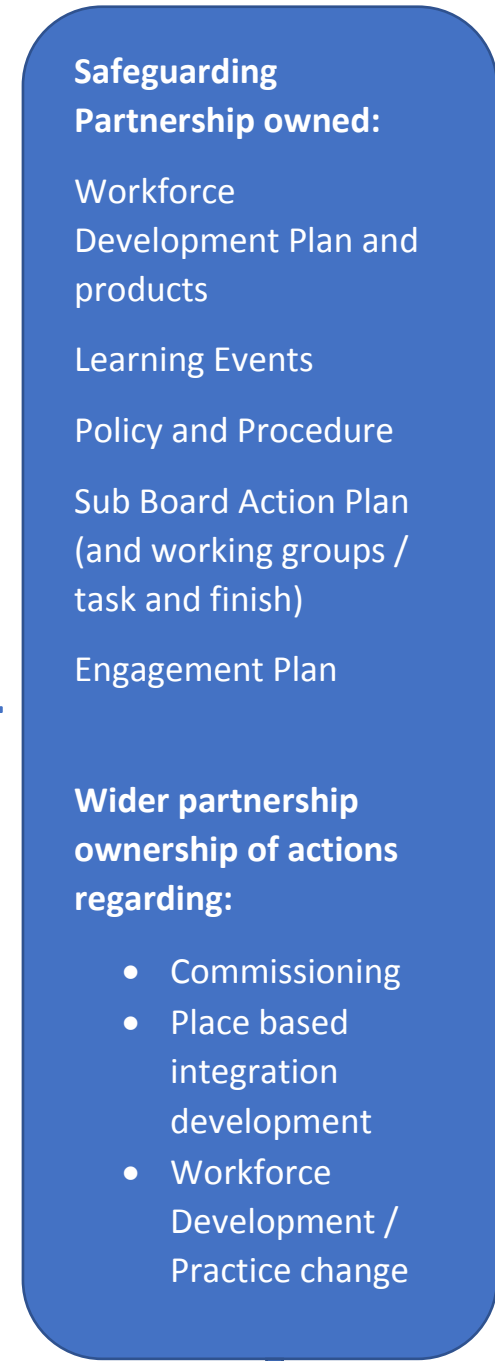 Safeguarding
Partnership owned:
Workforce
Development Plan and
products
Learning Events
Policy and Procedure
Sub Board Action Plan
(and working groups /
task and finish)
Engagement Plan
Wider partnership
ownership of actions
regarding:
• Commissioning
• Place based
integration
development
• Workforce
Development /
Practice change